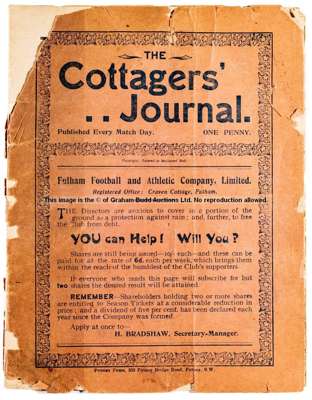 THE
Cottagers'
. . Journal.
Published Every Match Day. ONE PENNY.
Fulham Football and Athletic Company, Limited.
Registered Office: Craven Cottage, Fulham.
This image is the © of Graham Budd Auctions Ltd. No reproduction allowed.
THE Directors are anxious to cover in a portion of the
ground as a protection against rain; and, further, to free
the Club from debt.
YOU can Help! Will You?
Shares are still being issued—10/- each—and these can be
paid for at the rate of 6d. each per week, which brings them
within the reach of the humblest of the Club's supporters.
If everyone who reads this page will subscribe for but
two shares the desired result will be attained.
REMEMBER—Shareholders holding two or more shares
are entitled to Season Tickets at a considerable reduction in
price; and a dividend of five per cent. has been declared each
year since the Company was formed.
Apply at once to—
H. BRADSHAW, Secretary-Manager.
Putney Bridge Road, Putney, S.W.